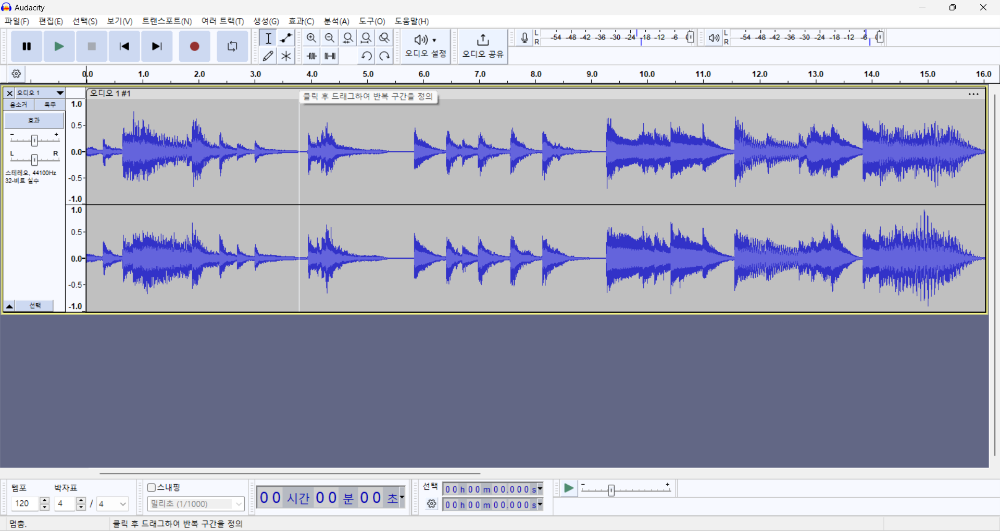 Audacity
파일(F) 편집(E) 선택(S) 보기(V) 트랜스포트(N) 여러 트랙(T) 생성(G) 효과(C) 분석(A) 도구(O) 도움말(H)
오디오 설정
오디오 공유
L
R
-54 -48 -42 -36 -30 -24 -18 -12 -6 0
L
R
-54 -48 -42 -36 -30 -24 -18 -12 -6 0
0.0 1.0 2.0 3.0 4.0 5.0 6.0 7.0 8.0 9.0 10.0 11.0 12.0 13.0 14.0 15.0 16.0
오디오 1
오디오 1 #1
클릭 후 드래그하여 반복 구간을 정의
음소거 독주
효과
- +
L R
스테레오, 44100Hz
32-비트 실수
선택
1.0
0.5
0.0
-0.5
-1.0
1.0
0.5
0.0
-0.5
-1.0
템포 박자표
120 4 / 4
스내핑
밀리초 (1/1000)
00 시간 00 분 00 초
선택
00 h 00 m 00.000 s
00 h 00 m 00.000 s
- +
멈춤.
클릭 후 드래그하여 반복 구간을 정의